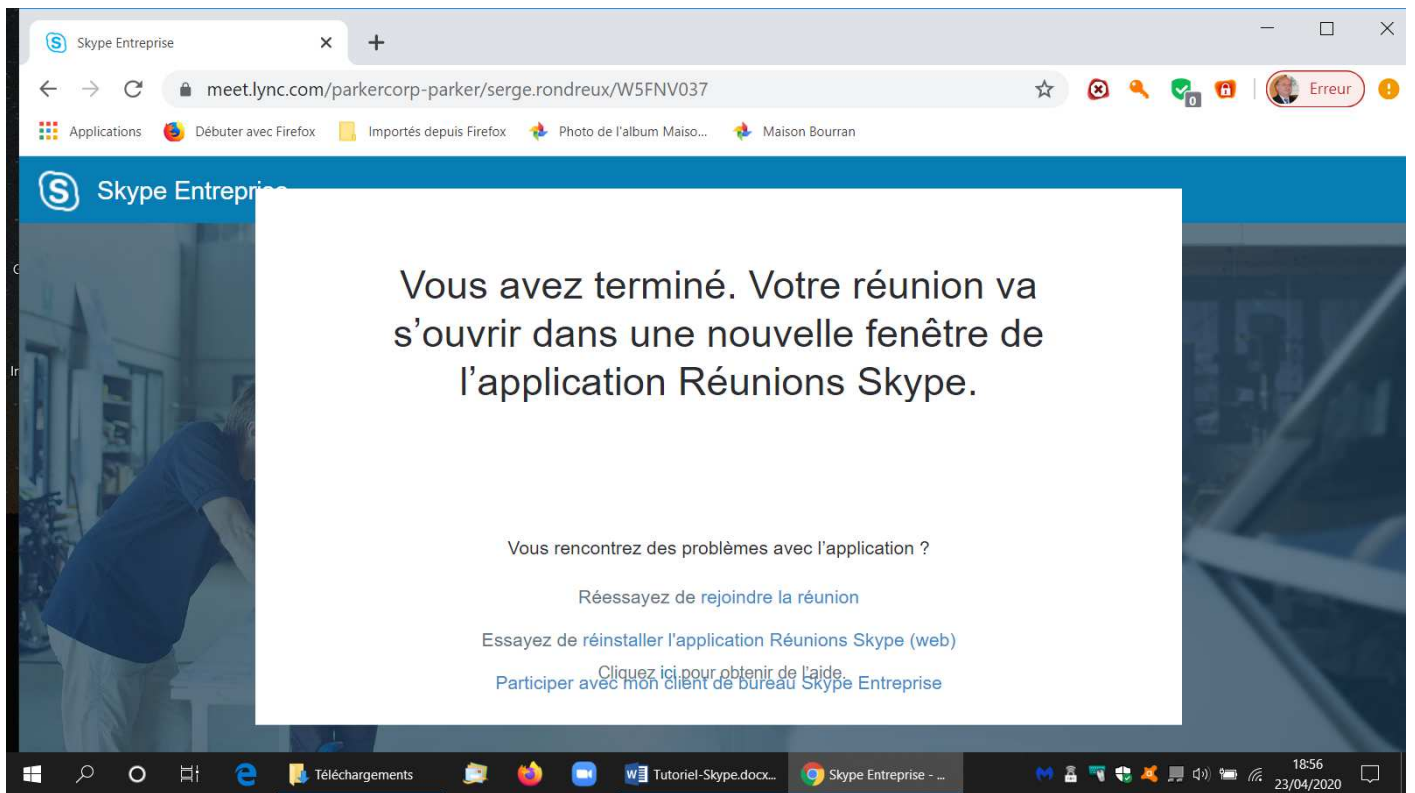 Skype Entreprise
meet.lync.com/parkercorp-parker/serge.rondreux/W5FNV037
Erreur
Applications
Débuter avec Firefox
Importés depuis Firefox
Photo de l'album Maiso...
Maison Bourran
Skype Entreprise
Vous avez terminé. Votre réunion va
s’ouvrir dans une nouvelle fenêtre de
l’application Réunions Skype.
Vous rencontrez des problèmes avec l’application ?
Réessayez de rejoindre la réunion
Essayez de réinstaller l'application Réunions Skype (web)
Cliquez ici pour obtenir de l'aide.
Participer avec mon client de bureau Skype Entreprise
Téléchargements
Tutoriel-Skype.docx...
Skype Entreprise - ...
18:56
23/04/2020